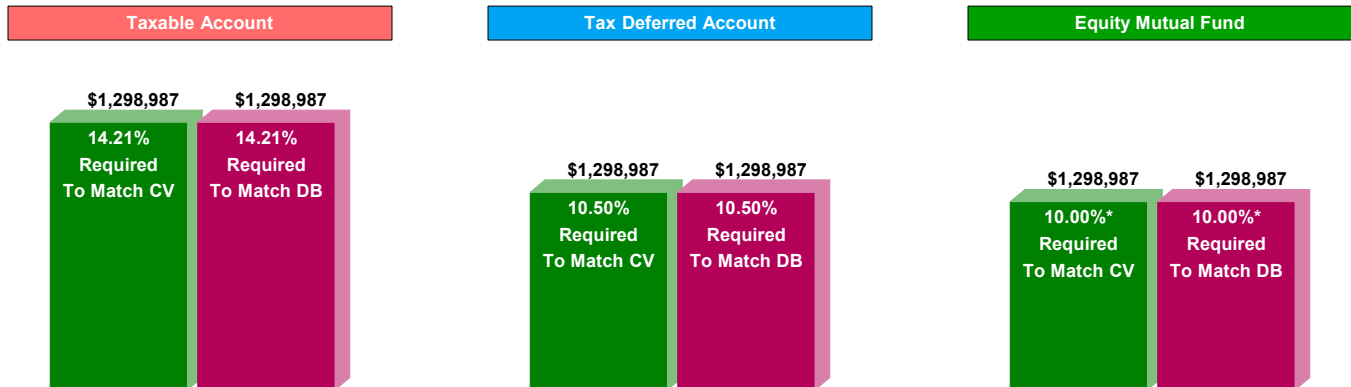 Taxable Account
$1,298,987 $1,298,987
14.21%
Required
To Match CV
14.21%
Required
To Match DB
Tax Deferred Account
$1,298,987 $1,298,987
10.50%
Required
To Match CV
10.50%
Required
To Match DB
Equity Mutual Fund
$1,298,987 $1,298,987
10.00%*
Required
To Match CV
10.00%*
Required
To Match DB